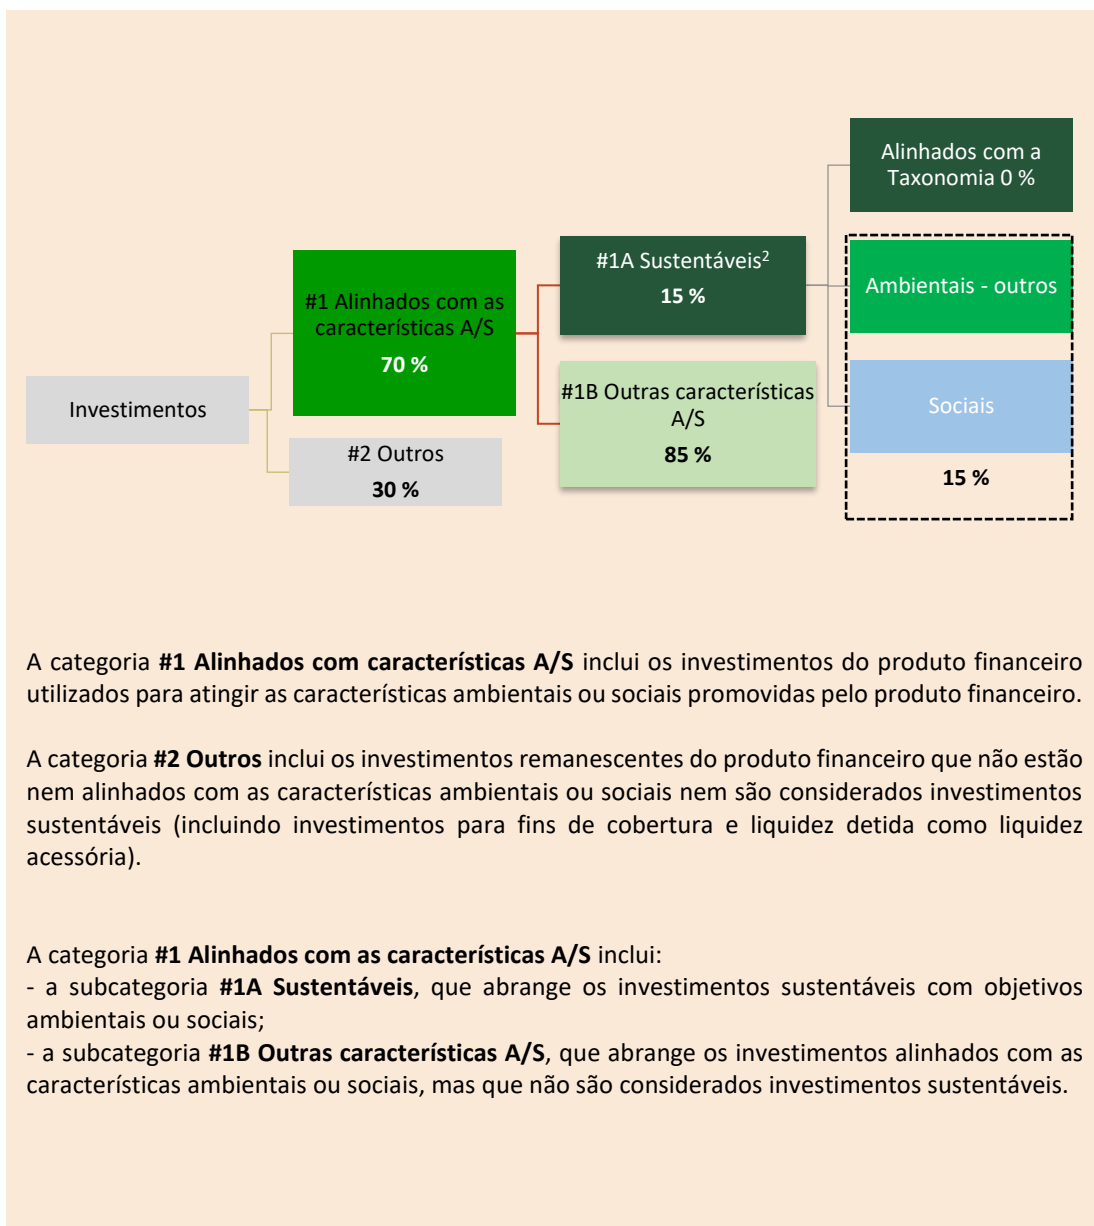 Alinhados com a
Taxonomia 0 %
#1A Sustentáveis²
15 %
Ambientais - outros
#1 Alinhados com as
características A/S
70 %
#1B Outras características
A/S
85 %
Investimentos
Sociais
#2 Outros
30 %
15 %
A categoria #1 Alinhados com características A/S inclui os investimentos do produto financeiro
utilizados para atingir as características ambientais ou sociais promovidas pelo produto financeiro.
A categoria #2 Outros inclui os investimentos remanescentes do produto financeiro que não estão
nem alinhados com as características ambientais ou sociais nem são considerados investimentos
sustentáveis (incluindo investimentos para fins de cobertura e liquidez detida como liquidez
acessória).
A categoria #1 Alinhados com as características A/S inclui:
- a subcategoria #1A Sustentáveis, que abrange os investimentos sustentáveis com objetivos
ambientais ou sociais;
- a subcategoria #1B Outras características A/S, que abrange os investimentos alinhados com as
características ambientais ou sociais, mas que não são considerados investimentos sustentáveis.